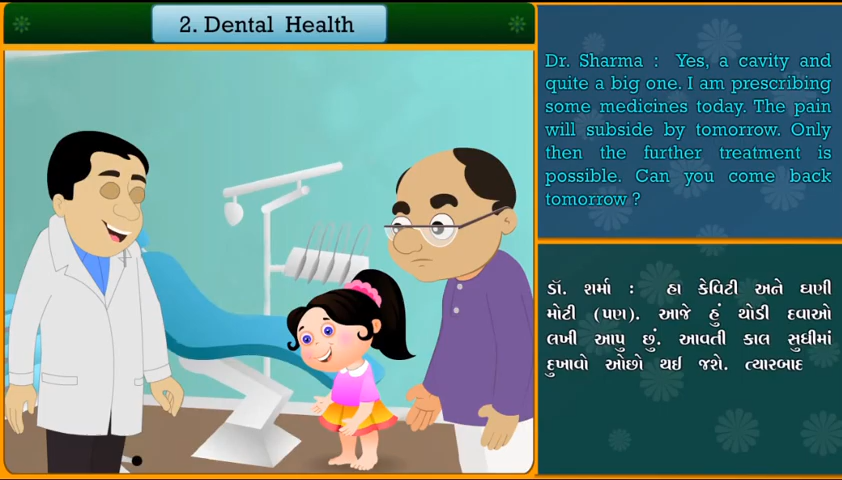 2. Dental Health
Dr. Sharma : Yes, a cavity and
quite a big one. I am prescribing
some medicines today. The pain
will subside by tomorrow. Only
then the further treatment is
possible. Can you come back
tomorrow ?
ડૉ. શર્મા : હા કેવિટી અને ઘણી
મોટી (પણ). આજે હું થોડી દવાઓ
લખી આપુ છું. આવતી કાલ સુધીમાં
દુખાવો ઓછો થઈ જશે. ત્યારબાદ